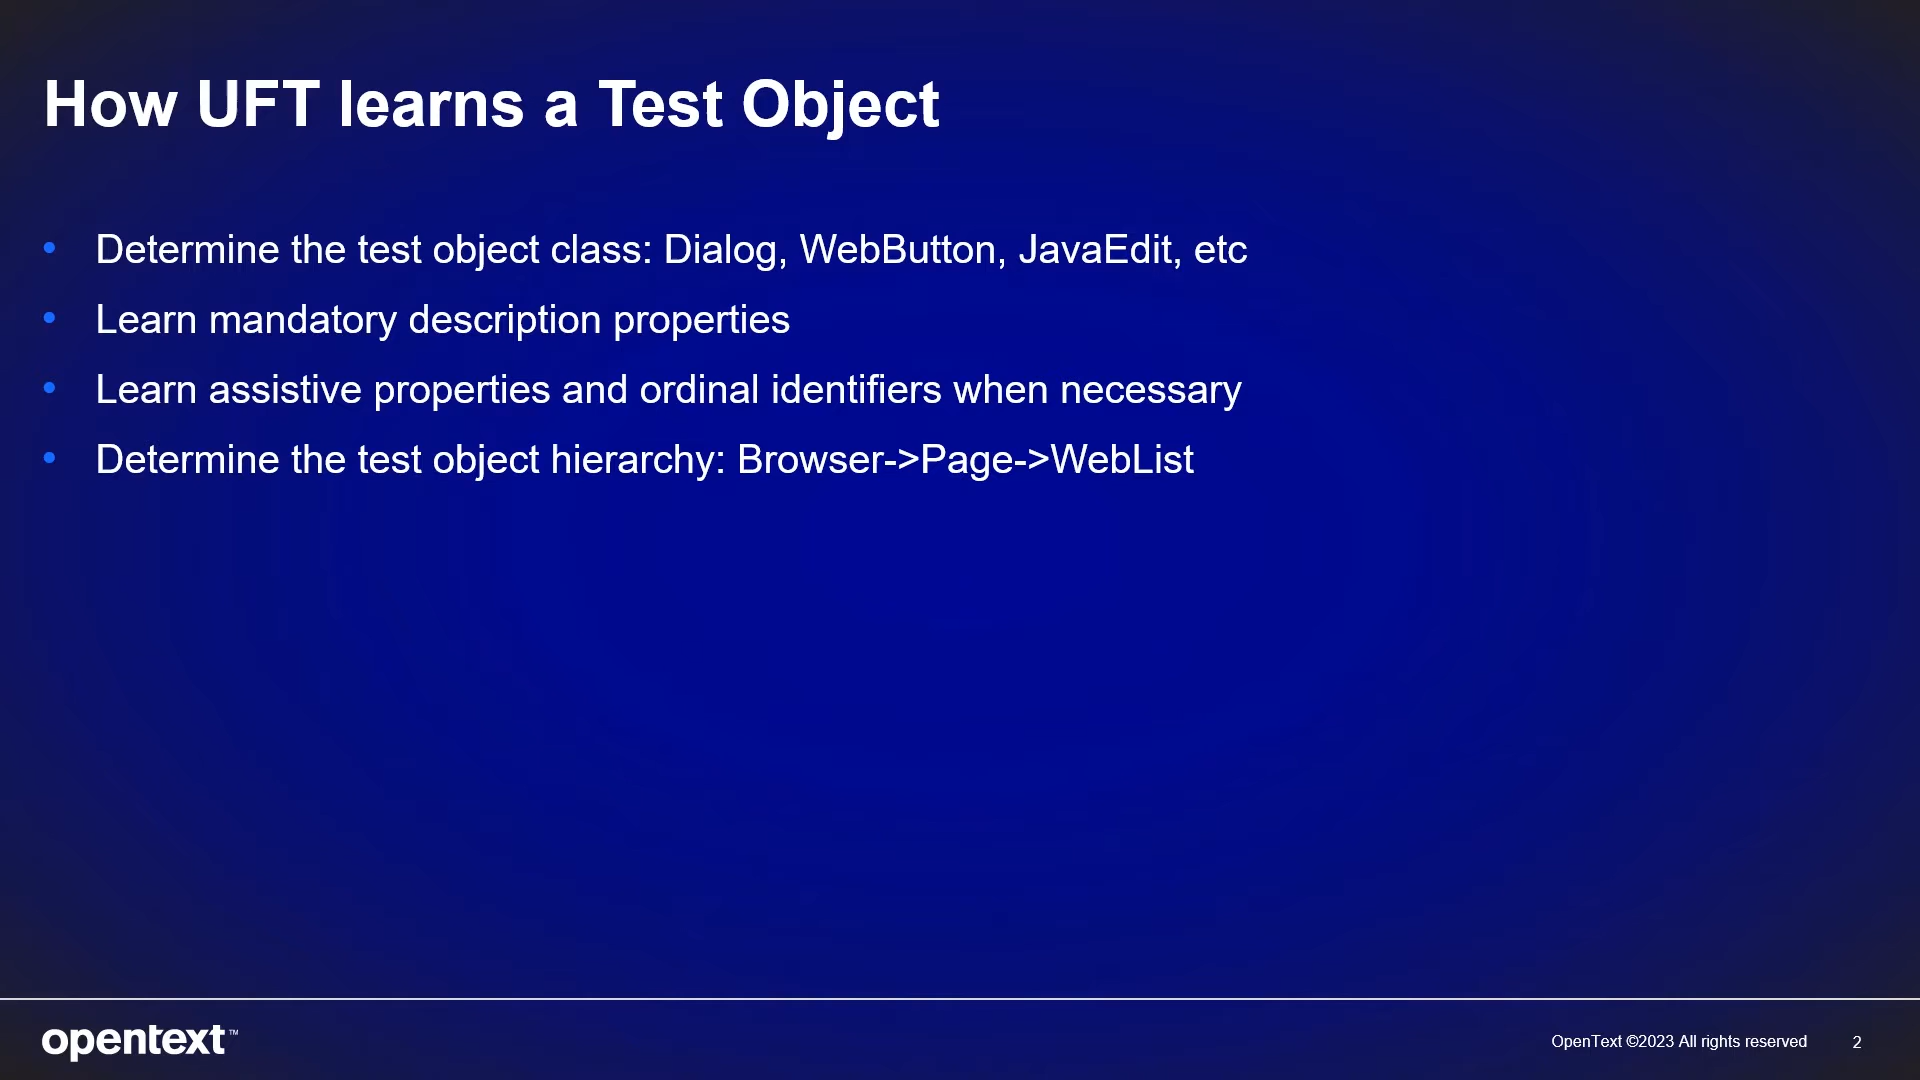 How UFT learns a Test Object
• Determine the test object class: Dialog, WebButton, JavaEdit, etc
• Learn mandatory description properties
• Learn assistive properties and ordinal identifiers when necessary
• Determine the test object hierarchy: Browser->Page->WebList
opentext™
OpenText ©2023 All rights reserved 2